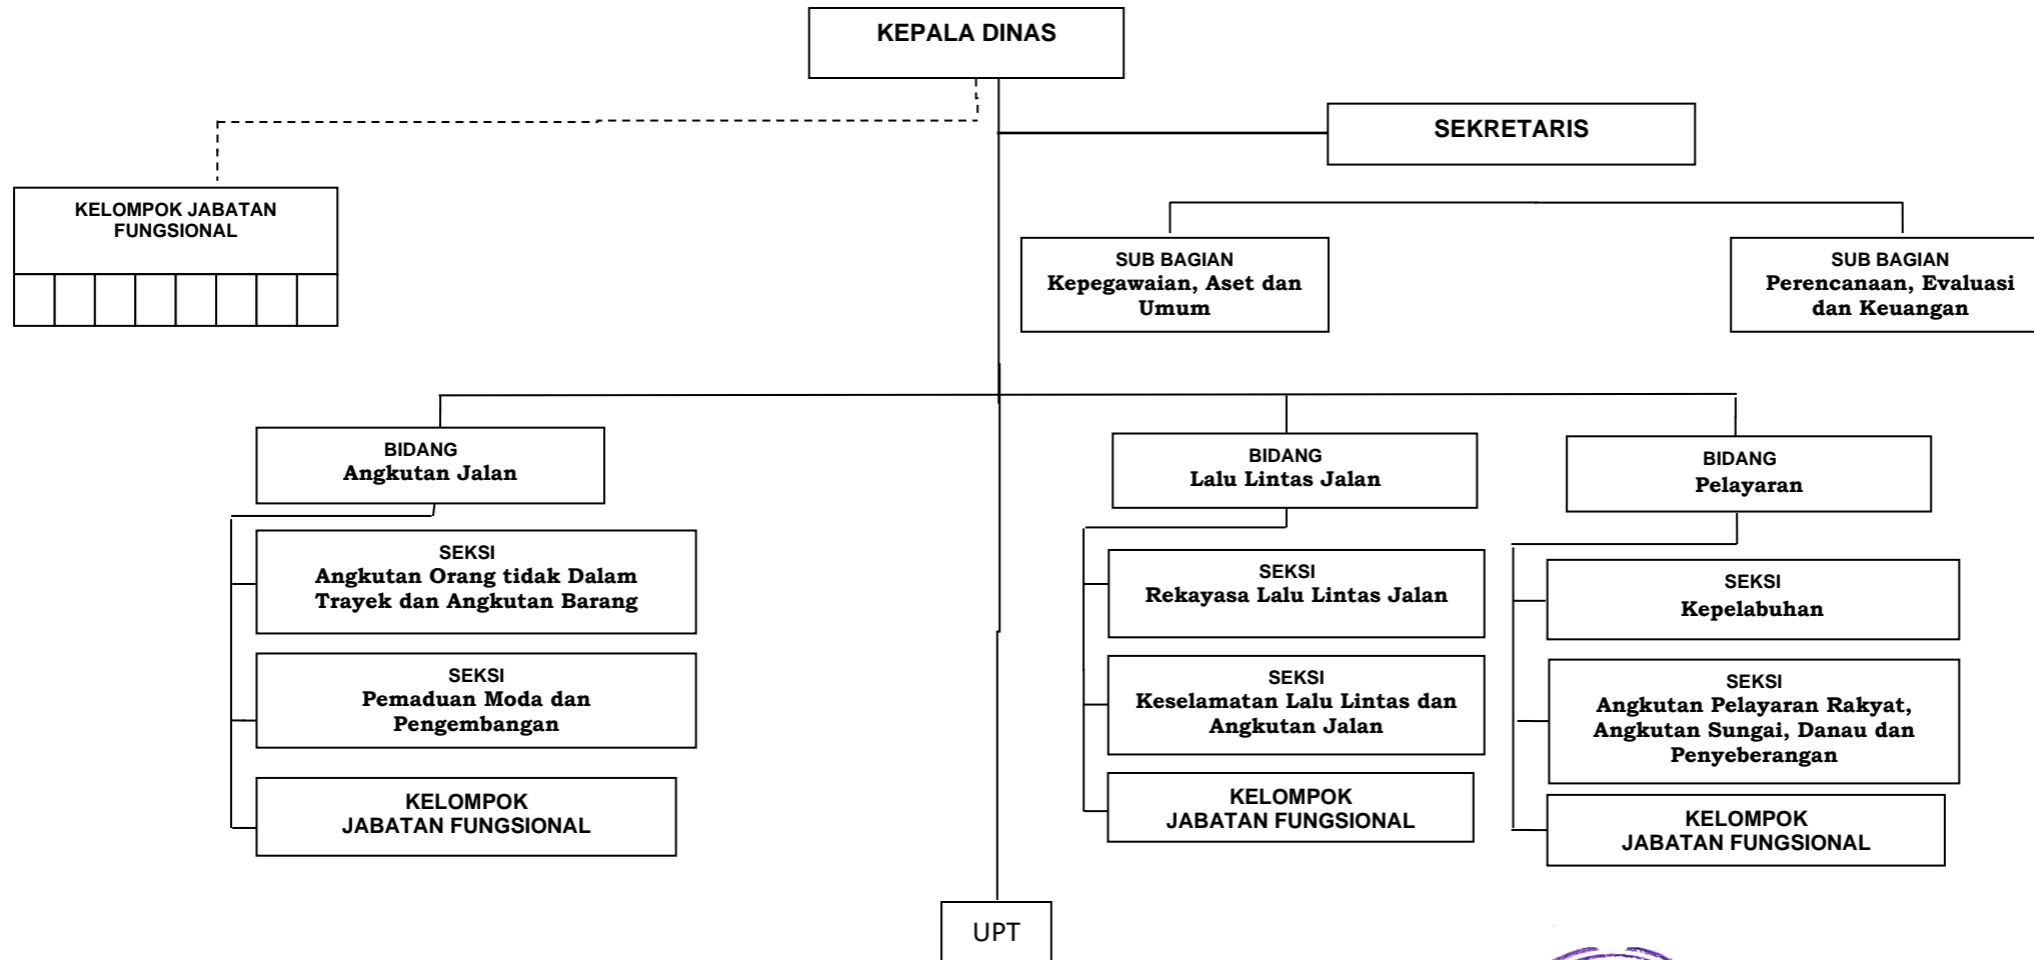 KEPALA DINAS
SEKRETARIS
KELOMPOK JABATAN
FUNGSIONAL
SUB BAGIAN
Kepegawaian, Aset dan
Umum
SUB BAGIAN
Perencanaan, Evaluasi
dan Keuangan
BIDANG
Angkutan Jalan
SEKSI
Angkutan Orang tidak Dalam
Trayek dan Angkutan Barang
SEKSI
Pemaduan Moda dan
Pengembangan
KELOMPOK
JABATAN FUNGSIONAL
BIDANG
Lalu Lintas Jalan
SEKSI
Rekayasa Lalu Lintas Jalan
SEKSI
Keselamatan Lalu Lintas dan
Angkutan Jalan
KELOMPOK
JABATAN FUNGSIONAL
BIDANG
Pelayaran
SEKSI
Kepelabuhan
SEKSI
Angkutan Pelayaran Rakyat,
Angkutan Sungai, Danau dan
Penyeberangan
KELOMPOK
JABATAN FUNGSIONAL
UPT